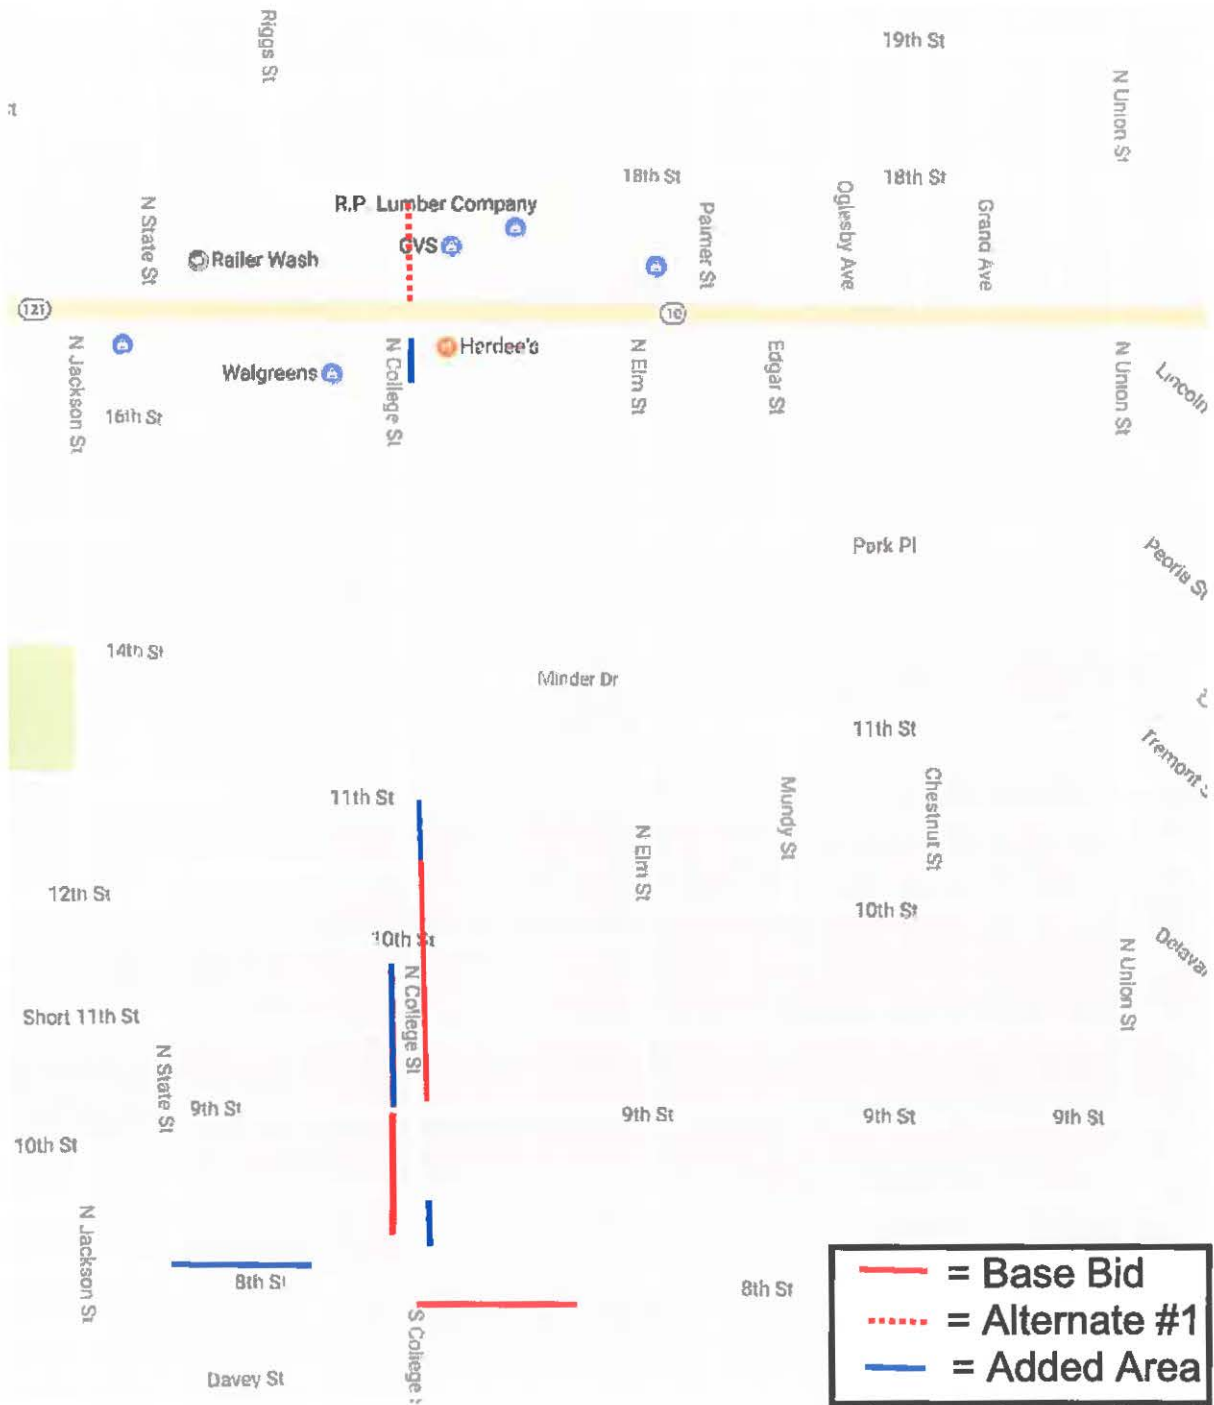 Riggs St
19th St
N Union St
18th St
18th St
N State St
R.P. Lumber Company
Palmer St
Oglesby Ave
Grand Ave
CVS
Railer Wash
121
10
N Jackson St
Walgreens
N College St
Hardee's
N Elm St
Edgar St
N Union St
Lincoln
16th St
Park Pl
Peoria St
14th St
Minder Dr
11th St
Tremont S
11th St
Mundy St
Chestnut St
N Elm St
12th St
10th St
10th St
N College St
N Union St
Delavan
Short 11th St
N State St
9th St
9th St
9th St
9th St
10th St
N Jackson St
8th St
8th St
S College S
Davey St
= Base Bid
= Alternate #1
= Added Area